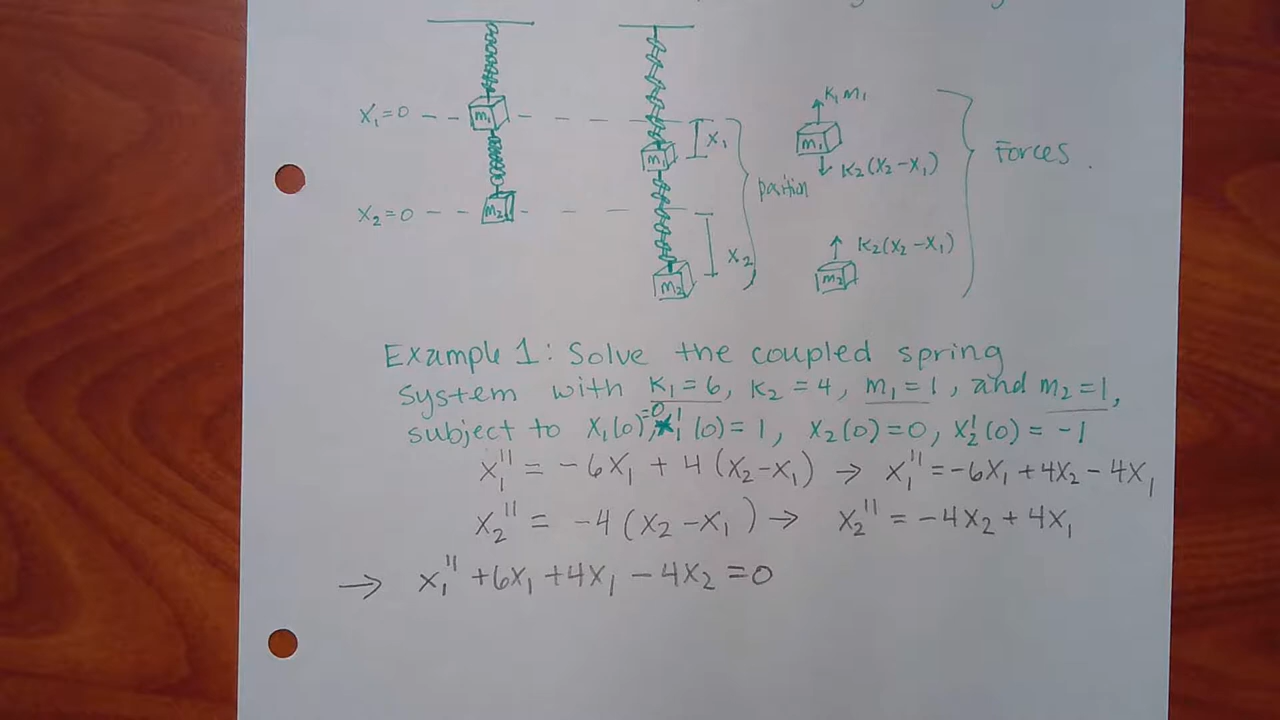 X₁=0
m₁
X₂=0
m₂
m₁
X₁
position
X₂
m₂
K₁m₁
m₁
K₂(X₂-X₁)
Forces.
K₂(X₂-X₁)
m₂
Example 1: Solve the coupled spring
system with K₁=6, K₂=4, m₁=1, and m₂=1,
subject to X₁(0)=0, X₁'(0)=1, X₂(0)=0, X₂'(0)=-1
X₁''=-6X₁+4(X₂-X₁) → X₁''=-6X₁+4X₂-4X₁
X₂''=-4(X₂-X₁) → X₂''=-4X₂+4X₁
→ X₁''+6X₁+4X₁-4X₂=0